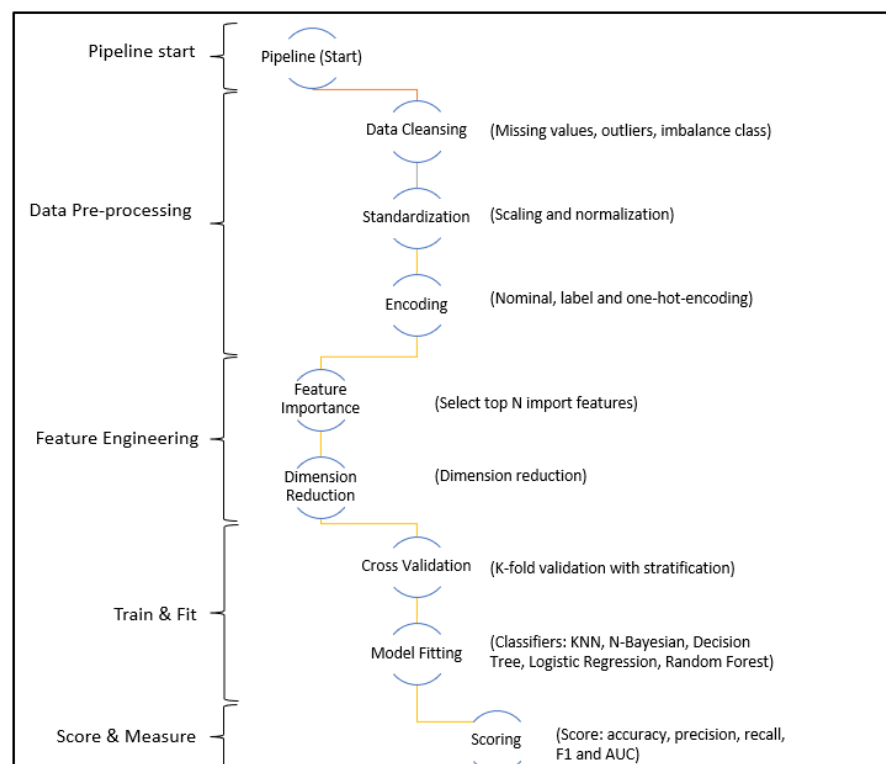 Pipeline start
Pipeline (Start)
Data Pre-processing
Data Cleansing
(Missing values, outliers, imbalance class)
Standardization
(Scaling and normalization)
Encoding
(Nominal, label and one-hot-encoding)
Feature Engineering
Feature
Importance
(Select top N import features)
Dimension
Reduction
(Dimension reduction)
Train & Fit
Cross Validation
(K-fold validation with stratification)
Model Fitting
(Classifiers: KNN, N-Bayesian, Decision
Tree, Logistic Regression, Random Forest)
Score & Measure
Scoring
(Score: accuracy, precision, recall,
F1 and AUC)